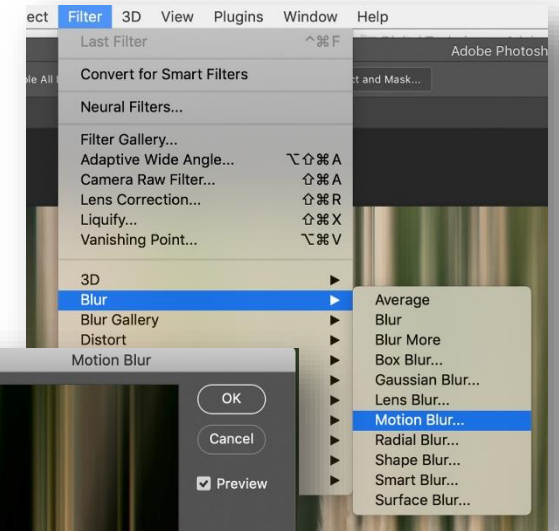 Filter 3D View Plugins Window Help
Last Filter ^⌘F
Adobe Photosh
Convert for Smart Filters
ct and Mask...
Neural Filters...
Filter Gallery...
Adaptive Wide Angle... ⌥⇧⌘A
Camera Raw Filter... ⇧⌘A
Lens Correction... ⇧⌘R
Liquify... ⇧⌘X
Vanishing Point... ⌥⌘V
3D
Blur
Blur Gallery
Distort
Average
Blur
Blur More
Box Blur...
Gaussian Blur...
Lens Blur...
Motion Blur...
Radial Blur...
Shape Blur...
Smart Blur...
Surface Blur...
Motion Blur
OK
Cancel
Preview